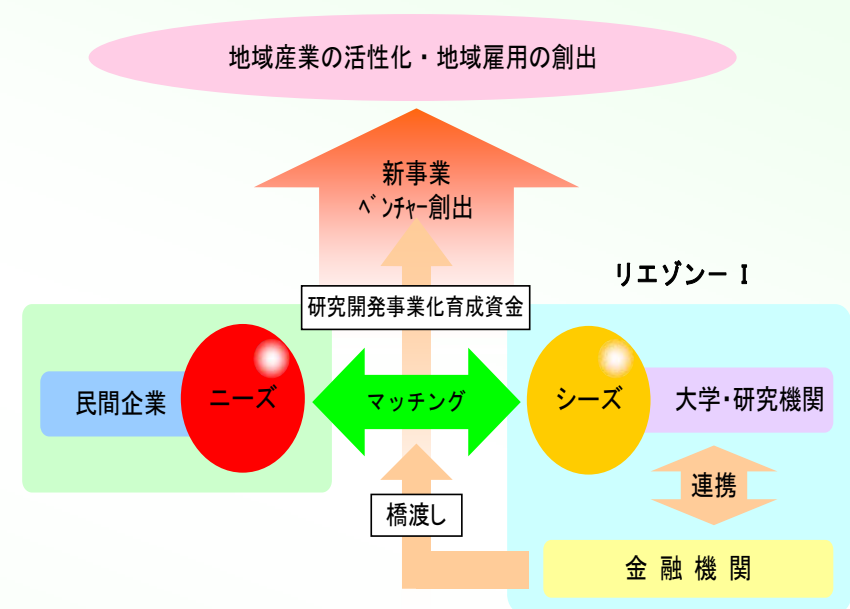 地域産業の活性化・地域雇用の創出
新事業
ﾍﾞﾝﾁｬｰ創出
リエゾンーⅠ
研究開発事業化育成資金
民間企業
ニーズ
マッチング
シーズ
大学・研究機関
連携
橋渡し
金融機関